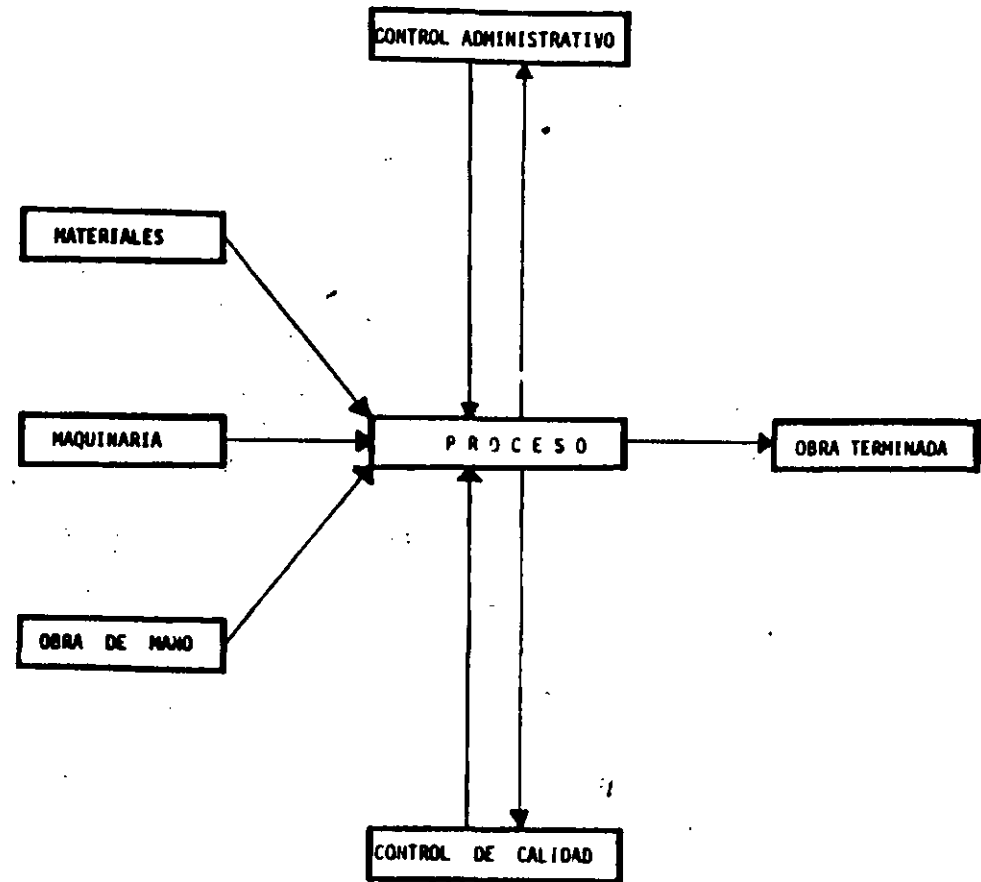 CONTROL ADMINISTRATIVO
MATERIALES
MAQUINARIA
PROCESO
OBRA TERMINADA
OBRA DE MANO
CONTROL DE CALIDAD